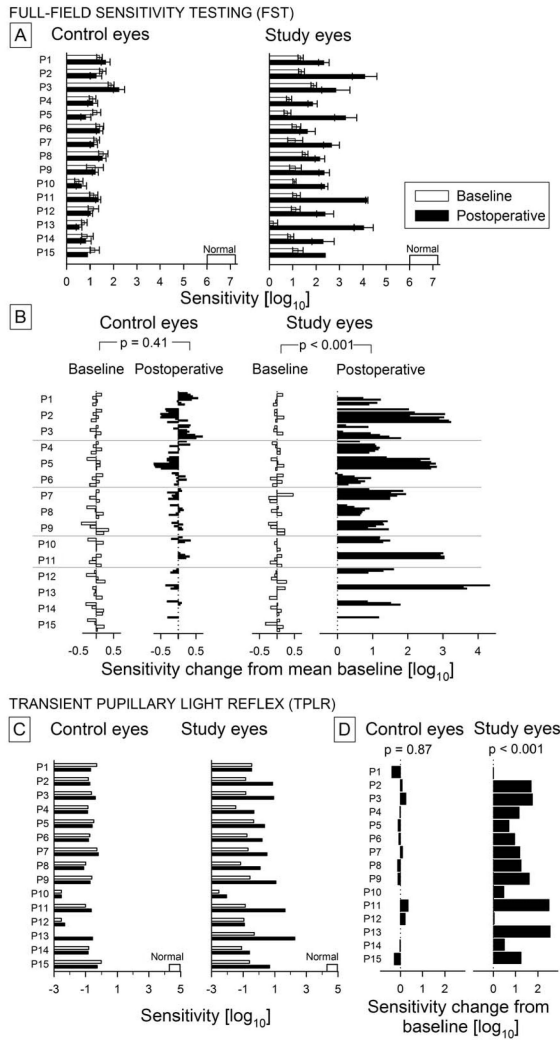 FULL-FIELD SENSITIVITY TESTING (FST)
A
Control eyes
Study eyes
P1
P2
P3
P4
P5
P6
P7
P8
P9
P10
P11
P12
P13
P14
P15
Baseline
Postoperative
Normal
Normal
0 1 2 3 4 5 6 7
0 1 2 3 4 5 6 7
Sensitivity [log10]
B
Control eyes
Study eyes
p = 0.41
p < 0.001
Baseline
Postoperative
Baseline
Postoperative
P1
P2
P3
P4
P5
P6
P7
P8
P9
P10
P11
P12
P13
P14
P15
-0.5 0.5
-0.5 0.5
-0.5 0.5
0 1 2 3 4
Sensitivity change from mean baseline [log10]
TRANSIENT PUPILLARY LIGHT REFLEX (TPLR)
C
Control eyes
Study eyes
P1
P2
P3
P4
P5
P6
P7
P8
P9
P10
P11
P12
P13
P14
P15
Normal
Normal
-3 -1 1 3 5
-3 -1 1 3 5
Sensitivity [log10]
D
Control eyes
Study eyes
p = 0.87
p < 0.001
P1
P2
P3
P4
P5
P6
P7
P8
P9
P10
P11
P12
P13
P14
P15
0 1 2
0 1 2
Sensitivity change from
baseline [log10]